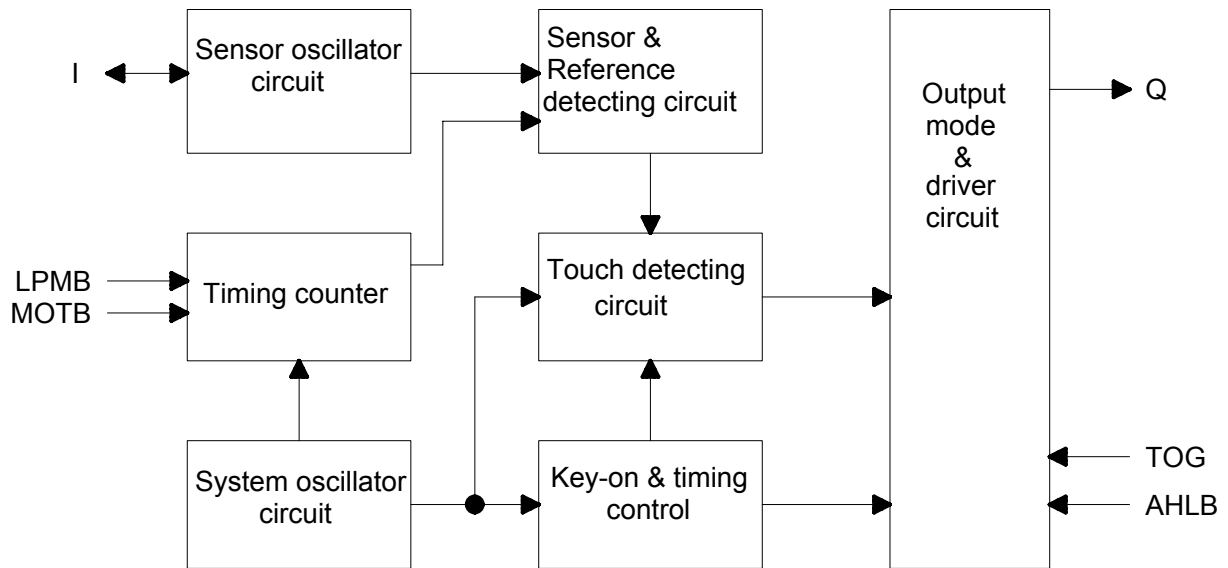 I
Sensor oscillator
circuit
Sensor &
Reference
detecting circuit
Output
mode
&
driver
circuit
Q
LPMB
MOTB
Timing counter
Touch detecting
circuit
System oscillator
circuit
Key-on & timing
control
TOG
AHLB